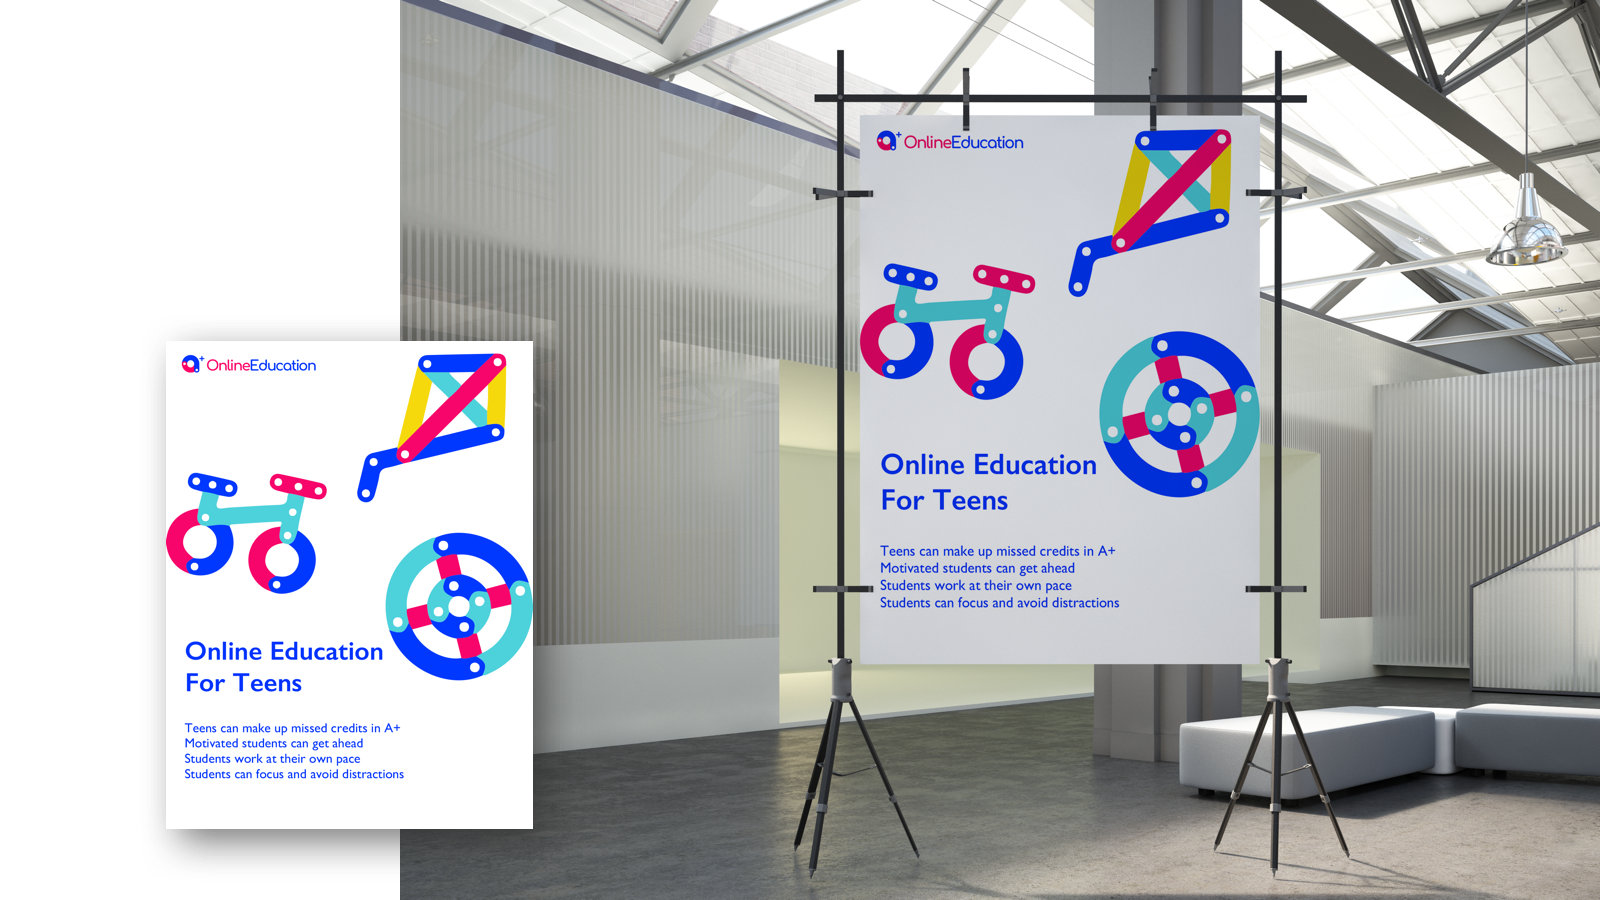 OnlineEducation
Online Education
For Teens
Teens can make up missed credits in A+
Motivated students can get ahead
Students work at their own pace
Students can focus and avoid distractions
OnlineEducation
Online Education
For Teens
Teens can make up missed credits in A+
Motivated students can get ahead
Students work at their own pace
Students can focus and avoid distractions